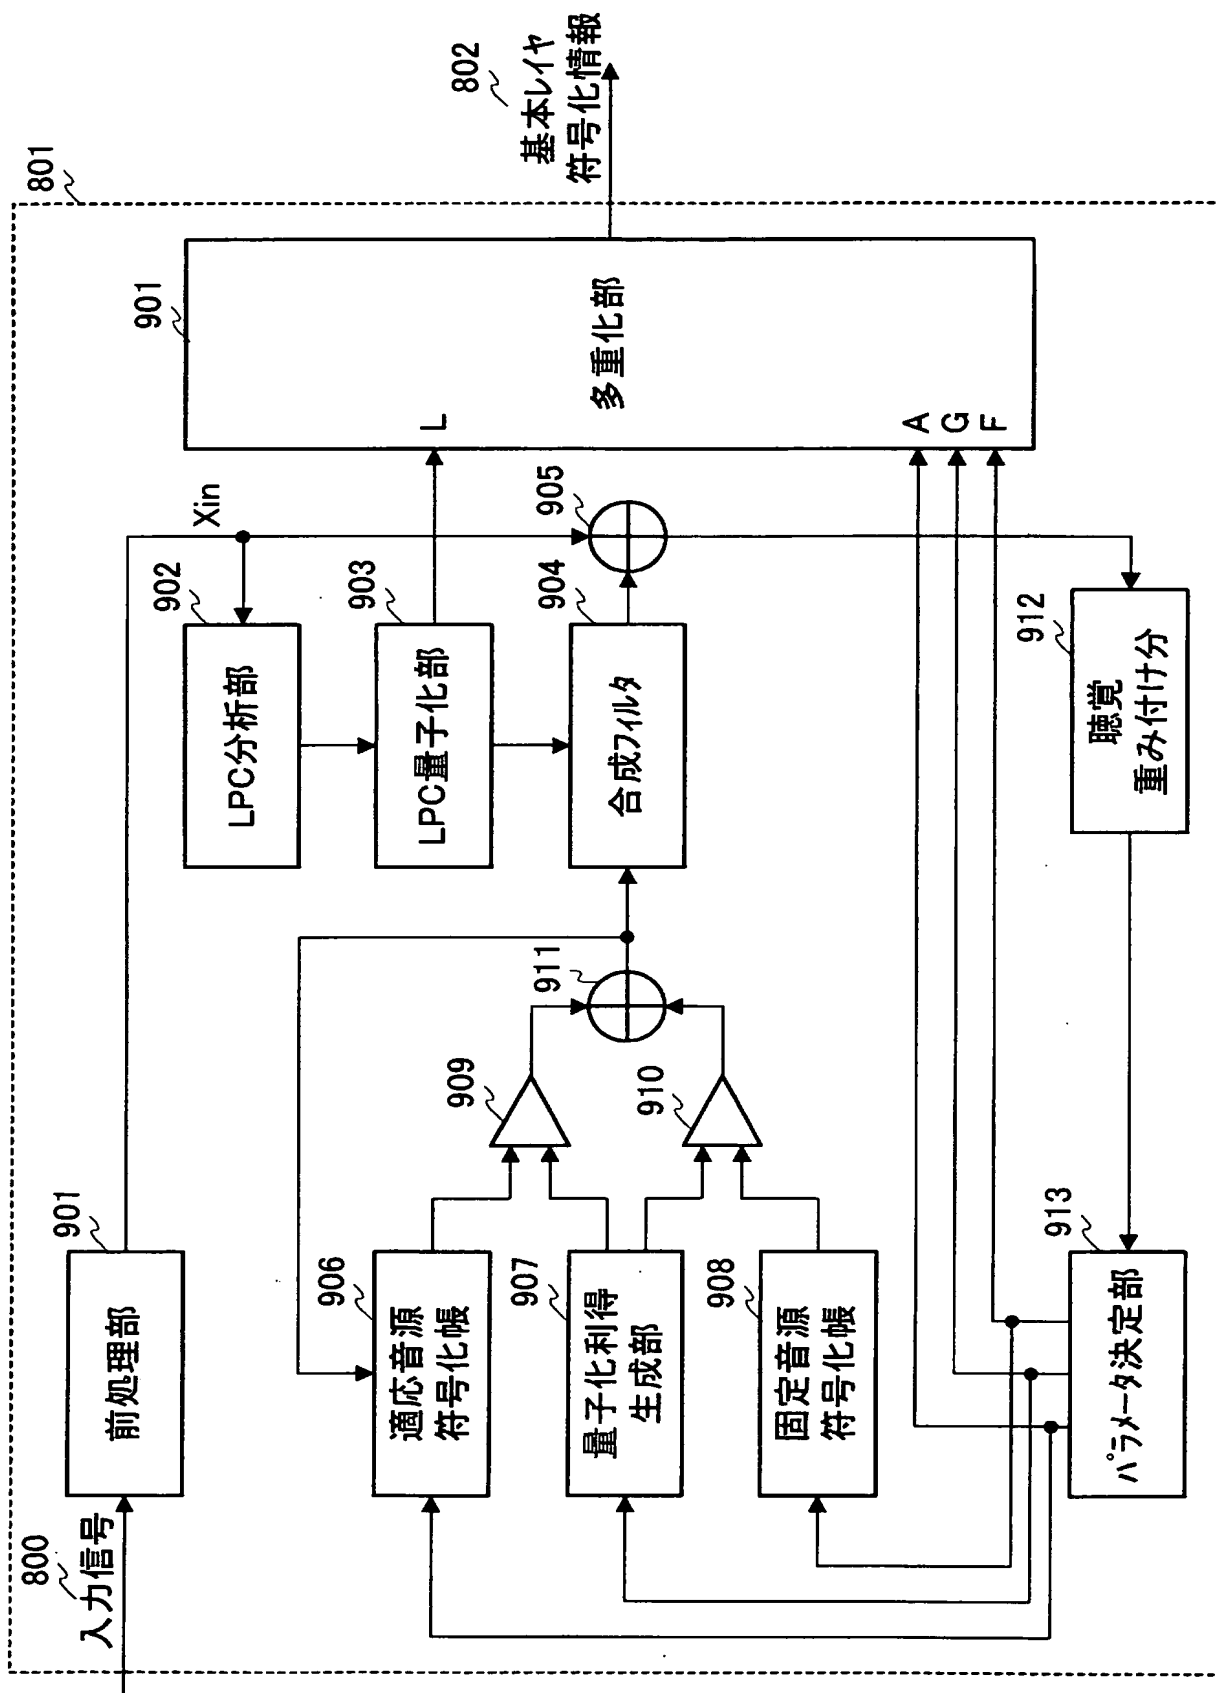 801
800
入力信号
901
前処理部
Xin
902
LPC分析部
903
LPC量子化部
904
合成フィルタ
905
906
適応音源
符号化帳
907
量子化利得
生成部
908
固定音源
符号化帳
909
910
911
912
聴覚
重み付け分
913
パラメータ決定部
901
多重化部
L
A
G
F
802
基本レイヤ
符号化情報